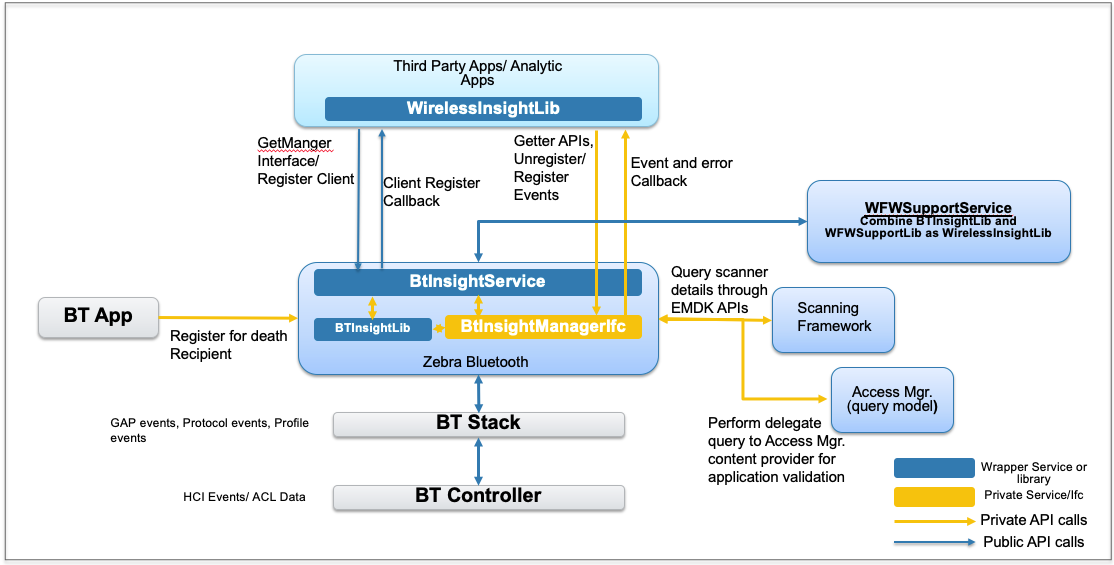 Third Party Apps/ Analytic
Apps
WirelessInsightLib
GetManger
Interface/
Register Client
Client Register
Callback
Getter APIs,
Unregister/
Register
Events
Event and error
Callback
WFWSupportService
Combine BTInsightLib and
WFWSupportLib as WirelessInsightLib
BtInsightService
BTInsightLib
BtInsightManagerIfc
Zebra Bluetooth
BT App
Register for death
Recipient
Query scanner
details through
EMDK APIs
Scanning
Framework
Access Mgr.
(query model)
Perform delegate
query to Access Mgr.
content provider for
application validation
GAP events, Protocol events, Profile
events
BT Stack
HCI Events/ ACL Data
BT Controller
Wrapper Service or
library
Private Service/Ifc
Private API calls
Public API calls